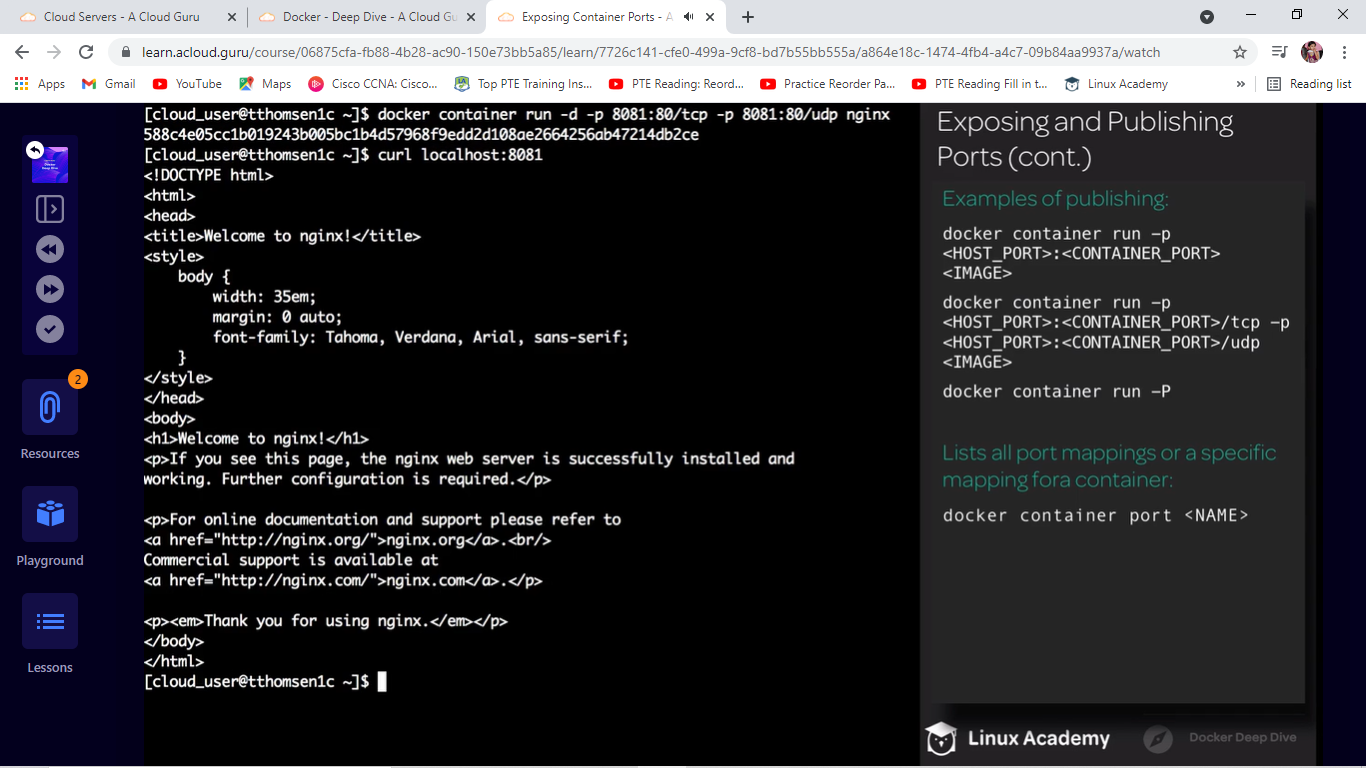 Cloud Servers - A Cloud Guru
Docker - Deep Dive - A Cloud Gu
Exposing Container Ports - A
learn.acloud.guru/course/06875cfa-fb88-4b28-ac90-150e73bb5a85/learn/7726c141-cfe0-499a-9cf8-bd7b55bb555a/a864e18c-1474-4fb4-a4c7-09b84aa9937a/watch
Apps
Gmail
YouTube
Maps
Cisco CCNA: Cisco...
Top PTE Training Ins...
PTE Reading: Reord...
Practice Reorder Pa...
PTE Reading Fill in t...
Linux Academy
»
Reading list
2
Resources
Playground
Lessons
[cloud_user@tthomsen1c ~]$ docker container run -d -p 8081:80/tcp -p 8081:80/udp nginx
588c4e05cc1b019243b005bc1b4d57968f9edd2d108ae2664256ab47214db2ce
[cloud_user@tthomsen1c ~]$ curl localhost:8081
<!DOCTYPE html>
<html>
<head>
<title>Welcome to nginx!</title>
<style>
    body {
        width: 35em;
        margin: 0 auto;
        font-family: Tahoma, Verdana, Arial, sans-serif;
    }
</style>
</head>
<body>
<h1>Welcome to nginx!</h1>
<p>If you see this page, the nginx web server is successfully installed and
working. Further configuration is required.</p>
<p>For online documentation and support please refer to
<a href="http://nginx.org/">nginx.org</a>.<br/>
Commercial support is available at
<a href="http://nginx.com/">nginx.com</a>.</p>
<p><em>Thank you for using nginx.</em></p>
</body>
</html>
[cloud_user@tthomsen1c ~]$
Exposing and Publishing
Ports (cont.)
Examples of publishing:
docker container run -p
<HOST_PORT>:<CONTAINER_PORT>
<IMAGE>
docker container run -p
<HOST_PORT>:<CONTAINER_PORT>/tcp -p
<HOST_PORT>:<CONTAINER_PORT>/udp
<IMAGE>
docker container run -P
Lists all port mappings or a specific
mapping fora container:
docker container port <NAME>
Linux Academy
Docker Deep Dive